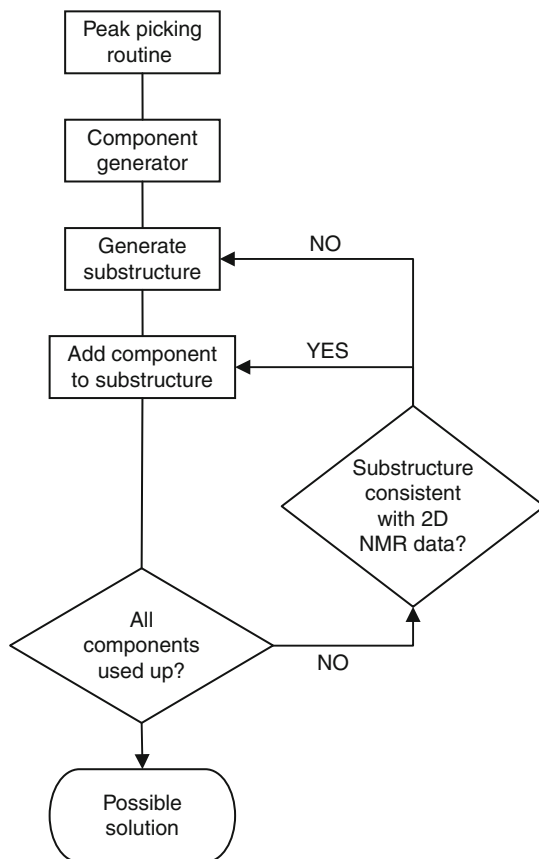 Peak picking
routine
Component
generator
Generate
substructure
NO
Add component
to substructure
YES
Substructure
consistent
with 2D
NMR data?
All
components
used up?
NO
Possible
solution